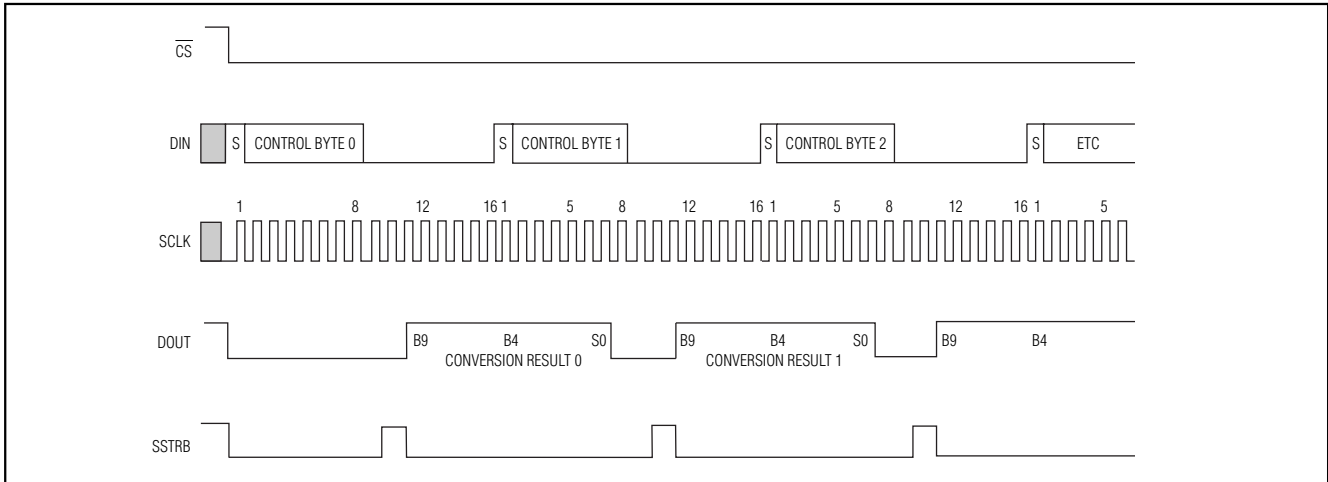 CS
DIN S CONTROL BYTE 0 S CONTROL BYTE 1 S CONTROL BYTE 2 S ETC
1 8 12 16 1 5 8 12 16 1 5 8 12 16 1 5
SCLK
DOUT
B9 B4 S0 B9 B4 S0 B9 B4
CONVERSION RESULT 0 CONVERSION RESULT 1
SSTRB